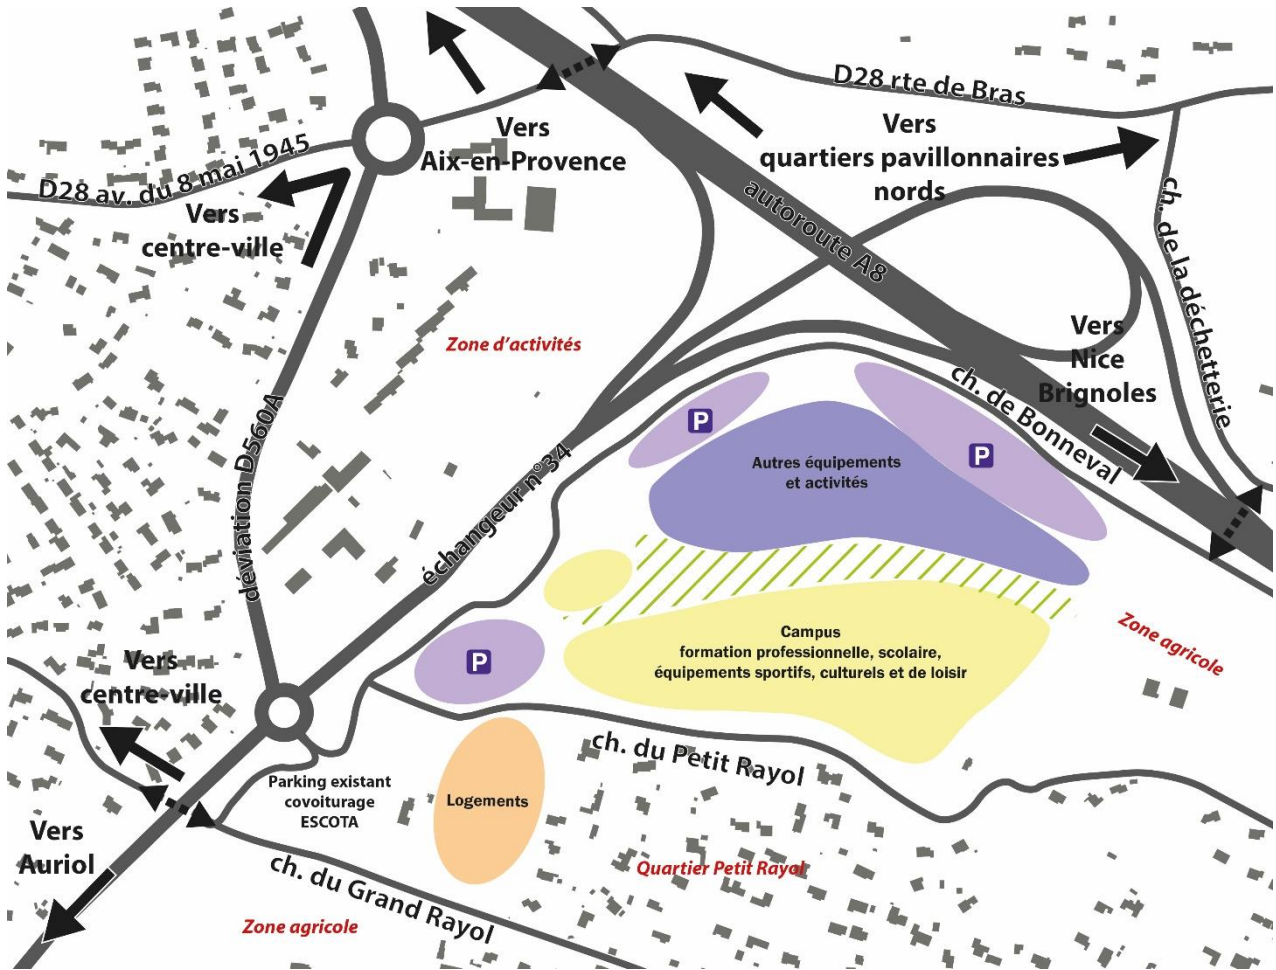 D28 rte de Bras
Vers
Aix-en-Provence
Vers
quartiers pavillonnaires
nords
D28 av. du 8 mai 1945
Vers
centre-ville
autoroute A8
ch. de la déchetterie
Zone d'activités
Vers
Nice
Brignoles
ch. de Bonneval
déviation D560A
échangeur n°34
P
P
Autres équipements
et activités
Campus
formation professionnelle, scolaire,
équipements sportifs, culturels et de loisir
Zone agricole
P
Vers
centre-ville
ch. du Petit Rayol
Parking existant
covoiturage
ESCOTA
Logements
Vers
Auriol
ch. du Grand Rayol
Quartier Petit Rayol
Zone agricole